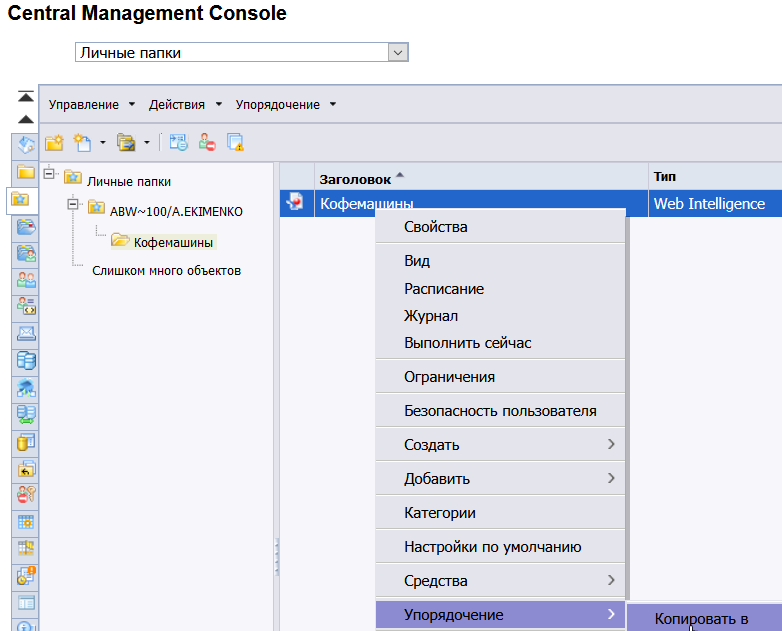 Central Management Console
Личные папки
Управление Действия Упорядочение
Личные папки
ABW~100/A.EKIMENKO
Кофемашины
Слишком много объектов
Заголовок Тип
Кофемашины Web Intelligence
Свойства
Вид
Расписание
Журнал
Выполнить сейчас
Ограничения
Безопасность пользователя
Создать
Добавить
Категории
Настройки по умолчанию
Средства
Упорядочение
Копировать в